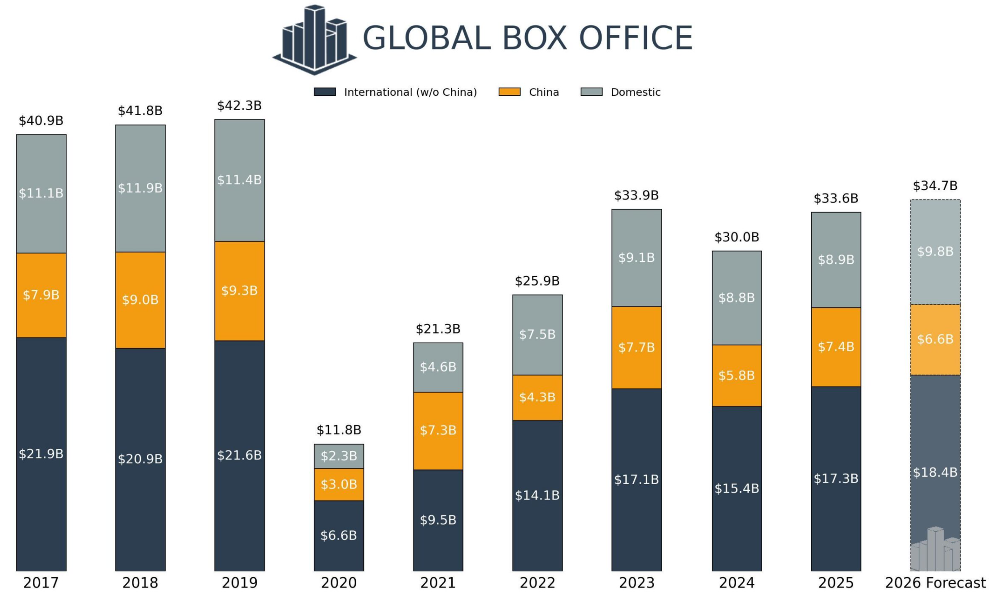 GLOBAL BOX OFFICE
International (w/o China)
China
Domestic
$40.9B
$11.1B
$7.9B
$21.9B
2017
$41.8B
$11.9B
$9.0B
$20.9B
2018
$42.3B
$11.4B
$9.3B
$21.6B
2019
$11.8B
$2.3B
$3.0B
$6.6B
2020
$21.3B
$4.6B
$7.3B
$9.5B
2021
$25.9B
$7.5B
$4.3B
$14.1B
2022
$33.9B
$9.1B
$7.7B
$17.1B
2023
$30.0B
$8.8B
$5.8B
$15.4B
2024
$33.6B
$8.9B
$7.4B
$17.3B
2025
$34.7B
$9.8B
$6.6B
$18.4B
2026 Forecast